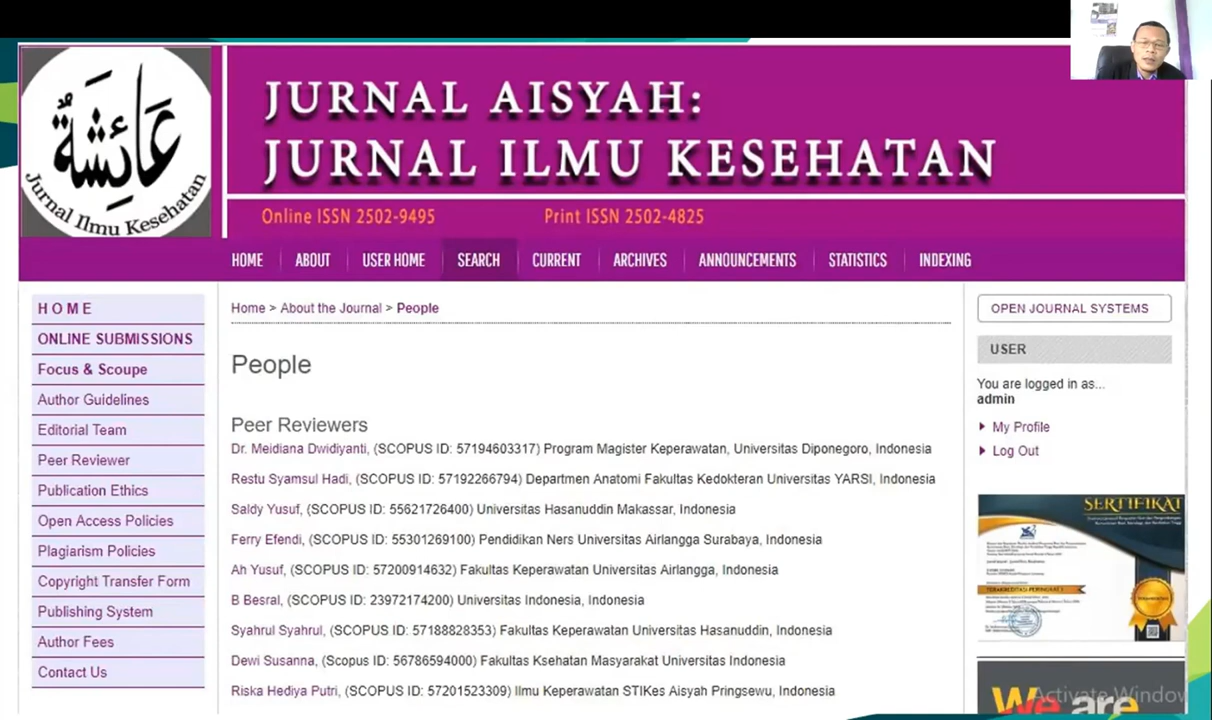 عائشة
Jurnal Ilmu Kesehatan
JURNAL AISYAH:
JURNAL ILMU KESEHATAN
Online ISSN 2502-9495
Print ISSN 2502-4825
HOME
ABOUT
USER HOME
SEARCH
CURRENT
ARCHIVES
ANNOUNCEMENTS
STATISTICS
INDEXING
HOME
ONLINE SUBMISSIONS
Focus & Scoupe
Author Guidelines
Editorial Team
Peer Reviewer
Publication Ethics
Open Access Policies
Plagiarism Policies
Copyright Transfer Form
Publishing System
Author Fees
Contact Us
Home > About the Journal > People
People
Peer Reviewers
Dr. Meidiana Dwidiyanti, (SCOPUS ID: 57194603317) Program Magister Keperawatan, Universitas Diponegoro, Indonesia
Restu Syamsul Hadi, (SCOPUS ID: 57192266794) Departmen Anatomi Fakultas Kedokteran Universitas YARSI, Indonesia
Saldy Yusuf, (SCOPUS ID: 55621726400) Universitas Hasanuddin Makassar, Indonesia
Ferry Efendi, (SCOPUS ID: 55301269100) Pendidikan Ners Universitas Airlangga Surabaya, Indonesia
Ah Yusuf, (SCOPUS ID: 57200914632) Fakultas Keperawatan Universitas Airlangga, Indonesia
B Besral, (SCOPUS ID: 23972174200) Universitas Indonesia, Indonesia
Syahrul Syahrul, (SCOPUS ID: 57188828353) Fakultas Keperawatan Universitas Hasanuddin, Indonesia
Dewi Susanna, (Scopus ID: 56786594000) Fakultas Ksehatan Masyarakat Universitas Indonesia
Riska Hediya Putri, (SCOPUS ID: 57201523309) Ilmu Keperawatan STIKes Aisyah Pringsewu, Indonesia
OPEN JOURNAL SYSTEMS
USER
You are logged in as...
admin
My Profile
Log Out
SERTIFIKAT
We are
Activate Window